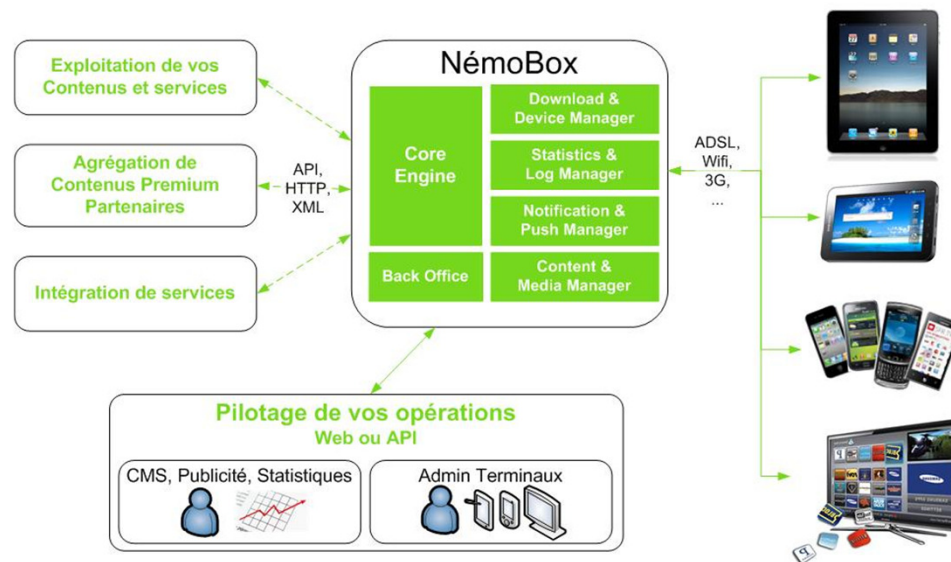 Exploitation de vos
Contenus et services
Agrégation de
Contenus Premium
Partenaires
Intégration de services
API,
HTTP,
XML
NémoBox
Core
Engine
Back Office
Download &
Device Manager
Statistics &
Log Manager
Notification &
Push Manager
Content &
Media Manager
ADSL,
Wifi,
3G,
...
Pilotage de vos opérations
Web ou API
CMS, Publicité, Statistiques
Admin Terminaux